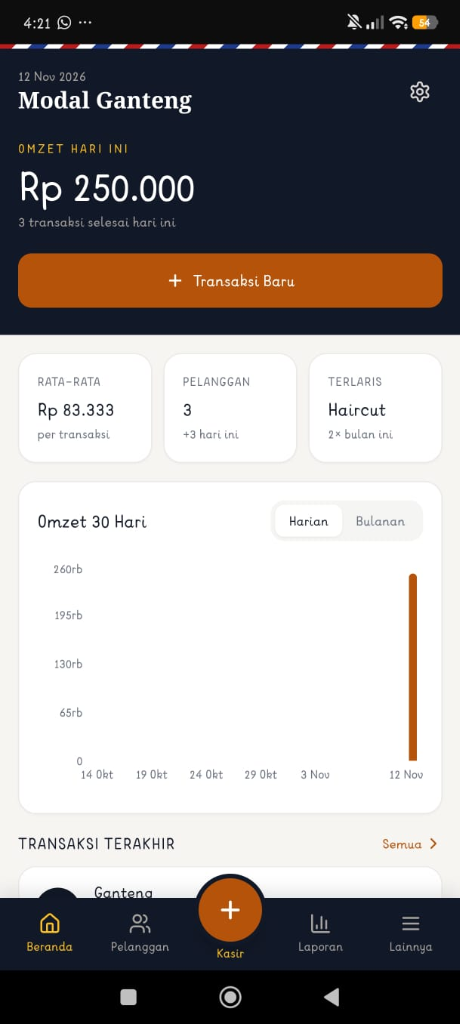 4:21
54
12 Nov 2026
Modal Ganteng
OMZET HARI INI
Rp 250.000
3 transaksi selesai hari ini
+ Transaksi Baru
RATA-RATA
Rp 83.333
per transaksi
PELANGGAN
3
+3 hari ini
TERLARIS
Haircut
2× bulan ini
Omzet 30 Hari
Harian
Bulanan
260rb
195rb
130rb
65rb
0
14 Okt 19 Okt 24 Okt 29 Okt 3 Nov 12 Nov
TRANSAKSI TERAKHIR
Semua
Ganteng
Beranda
Pelanggan
Kasir
Laporan
Lainnya